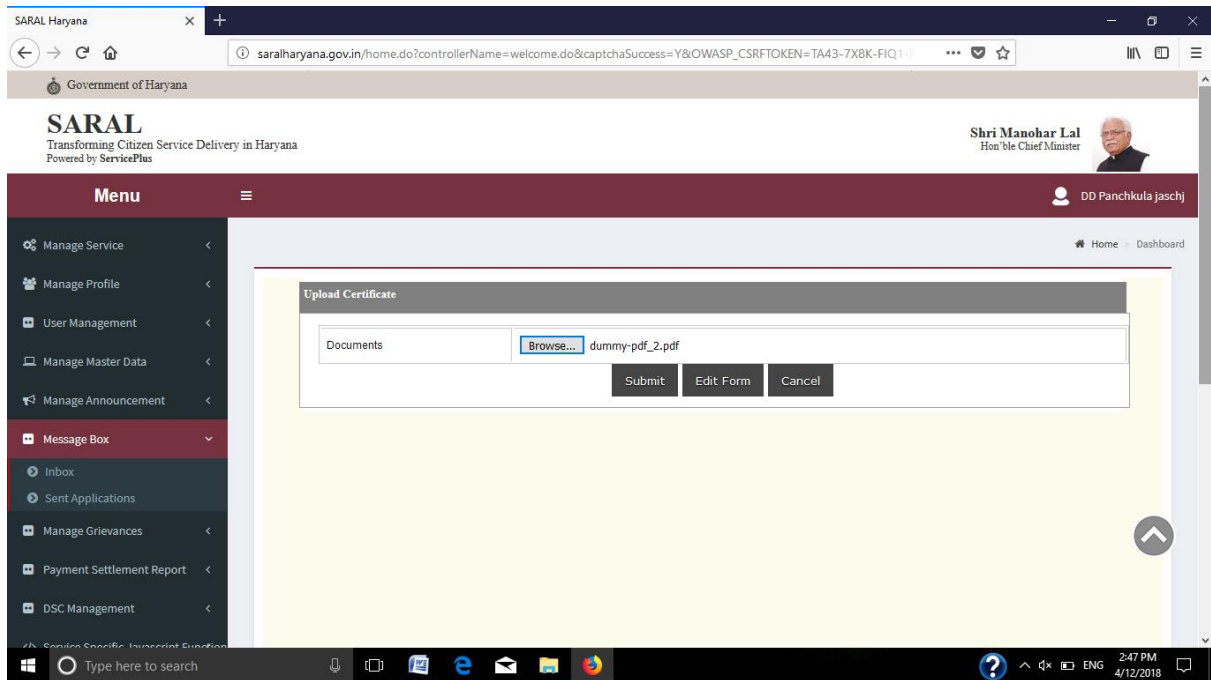 SARAL Haryana
saralharyana.gov.in/home.do?controllerName=welcome.do&captchaSuccess=Y&OWASP_CSRFTOKEN=TA43-7X8K-FIQ1-
Government of Haryana
SARAL
Transforming Citizen Service Delivery in Haryana
Powered by ServicePlus
Shri Manohar Lal
Hon'ble Chief Minister
Menu
DD Panchkula jaschj
Home > Dashboard
Manage Service
Manage Profile
User Management
Manage Master Data
Manage Announcement
Message Box
Inbox
Sent Applications
Manage Grievances
Payment Settlement Report
DSC Management
Service Specific Javascript Function
Upload Certificate
Documents
Browse... dummy-pdf_2.pdf
Submit Edit Form Cancel
Type here to search
ENG
2:47 PM
4/12/2018